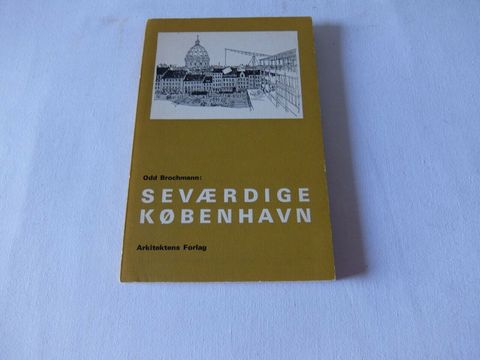 Odd Brochmann:
SEVÆRDIGE
KØBENHAVN
Arkitektens Forlag